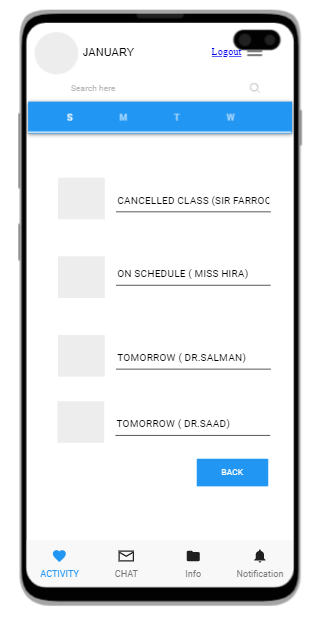 JANUARY
Logout
Search here
S M T W
CANCELLED CLASS (SIR FARROO
ON SCHEDULE ( MISS HIRA)
TOMORROW ( DR.SALMAN)
TOMORROW ( DR.SAAD)
BACK
ACTIVITY CHAT Info Notification